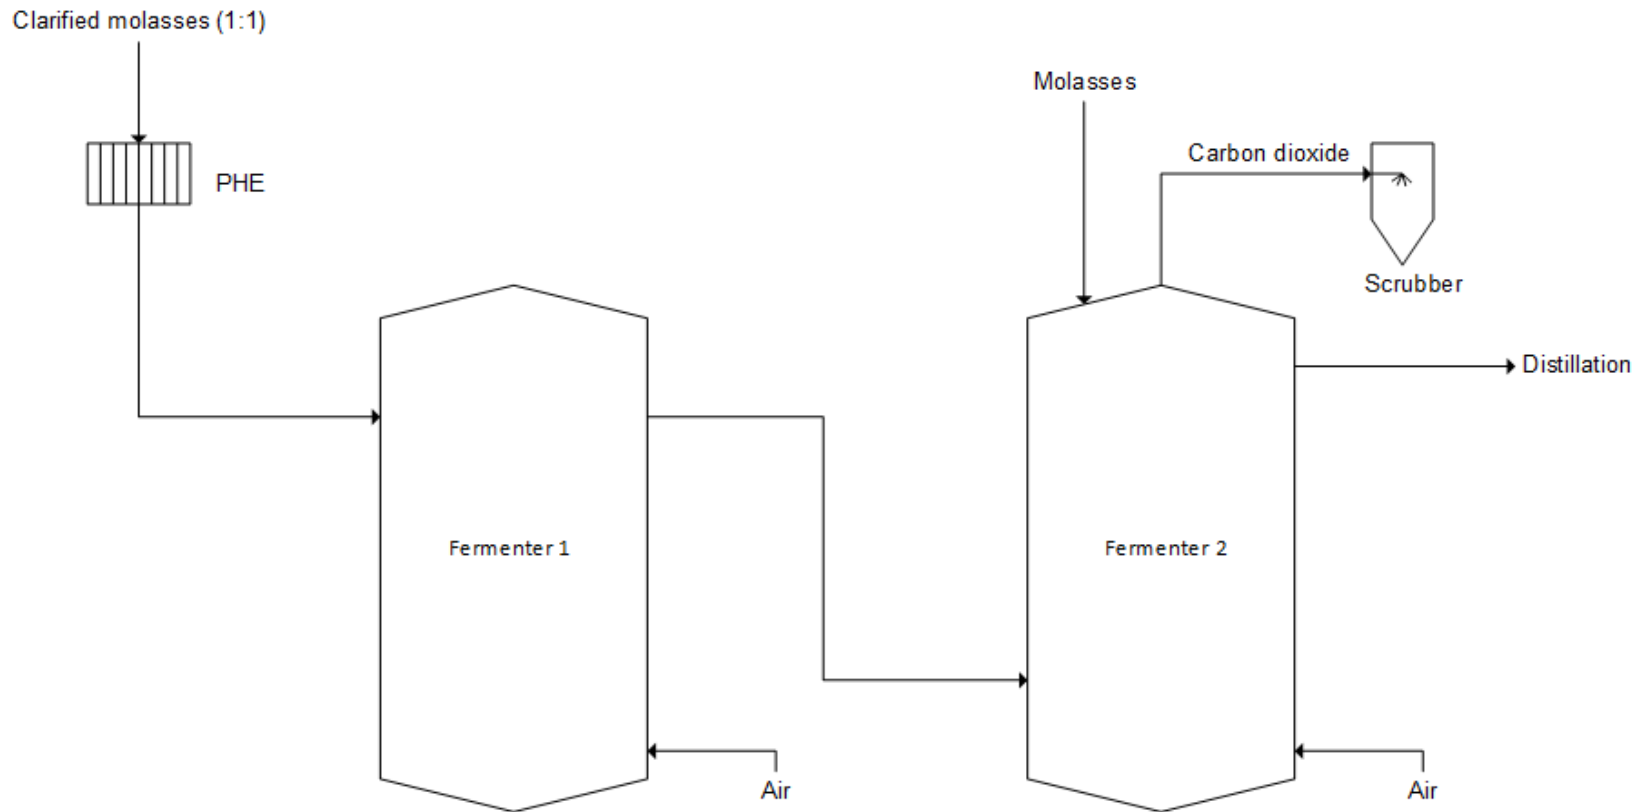 Clarified molasses (1:1)
Molasses
Carbon dioxide
PHE
Scrubber
Distillation
Fermenter 1
Fermenter 2
Air
Air